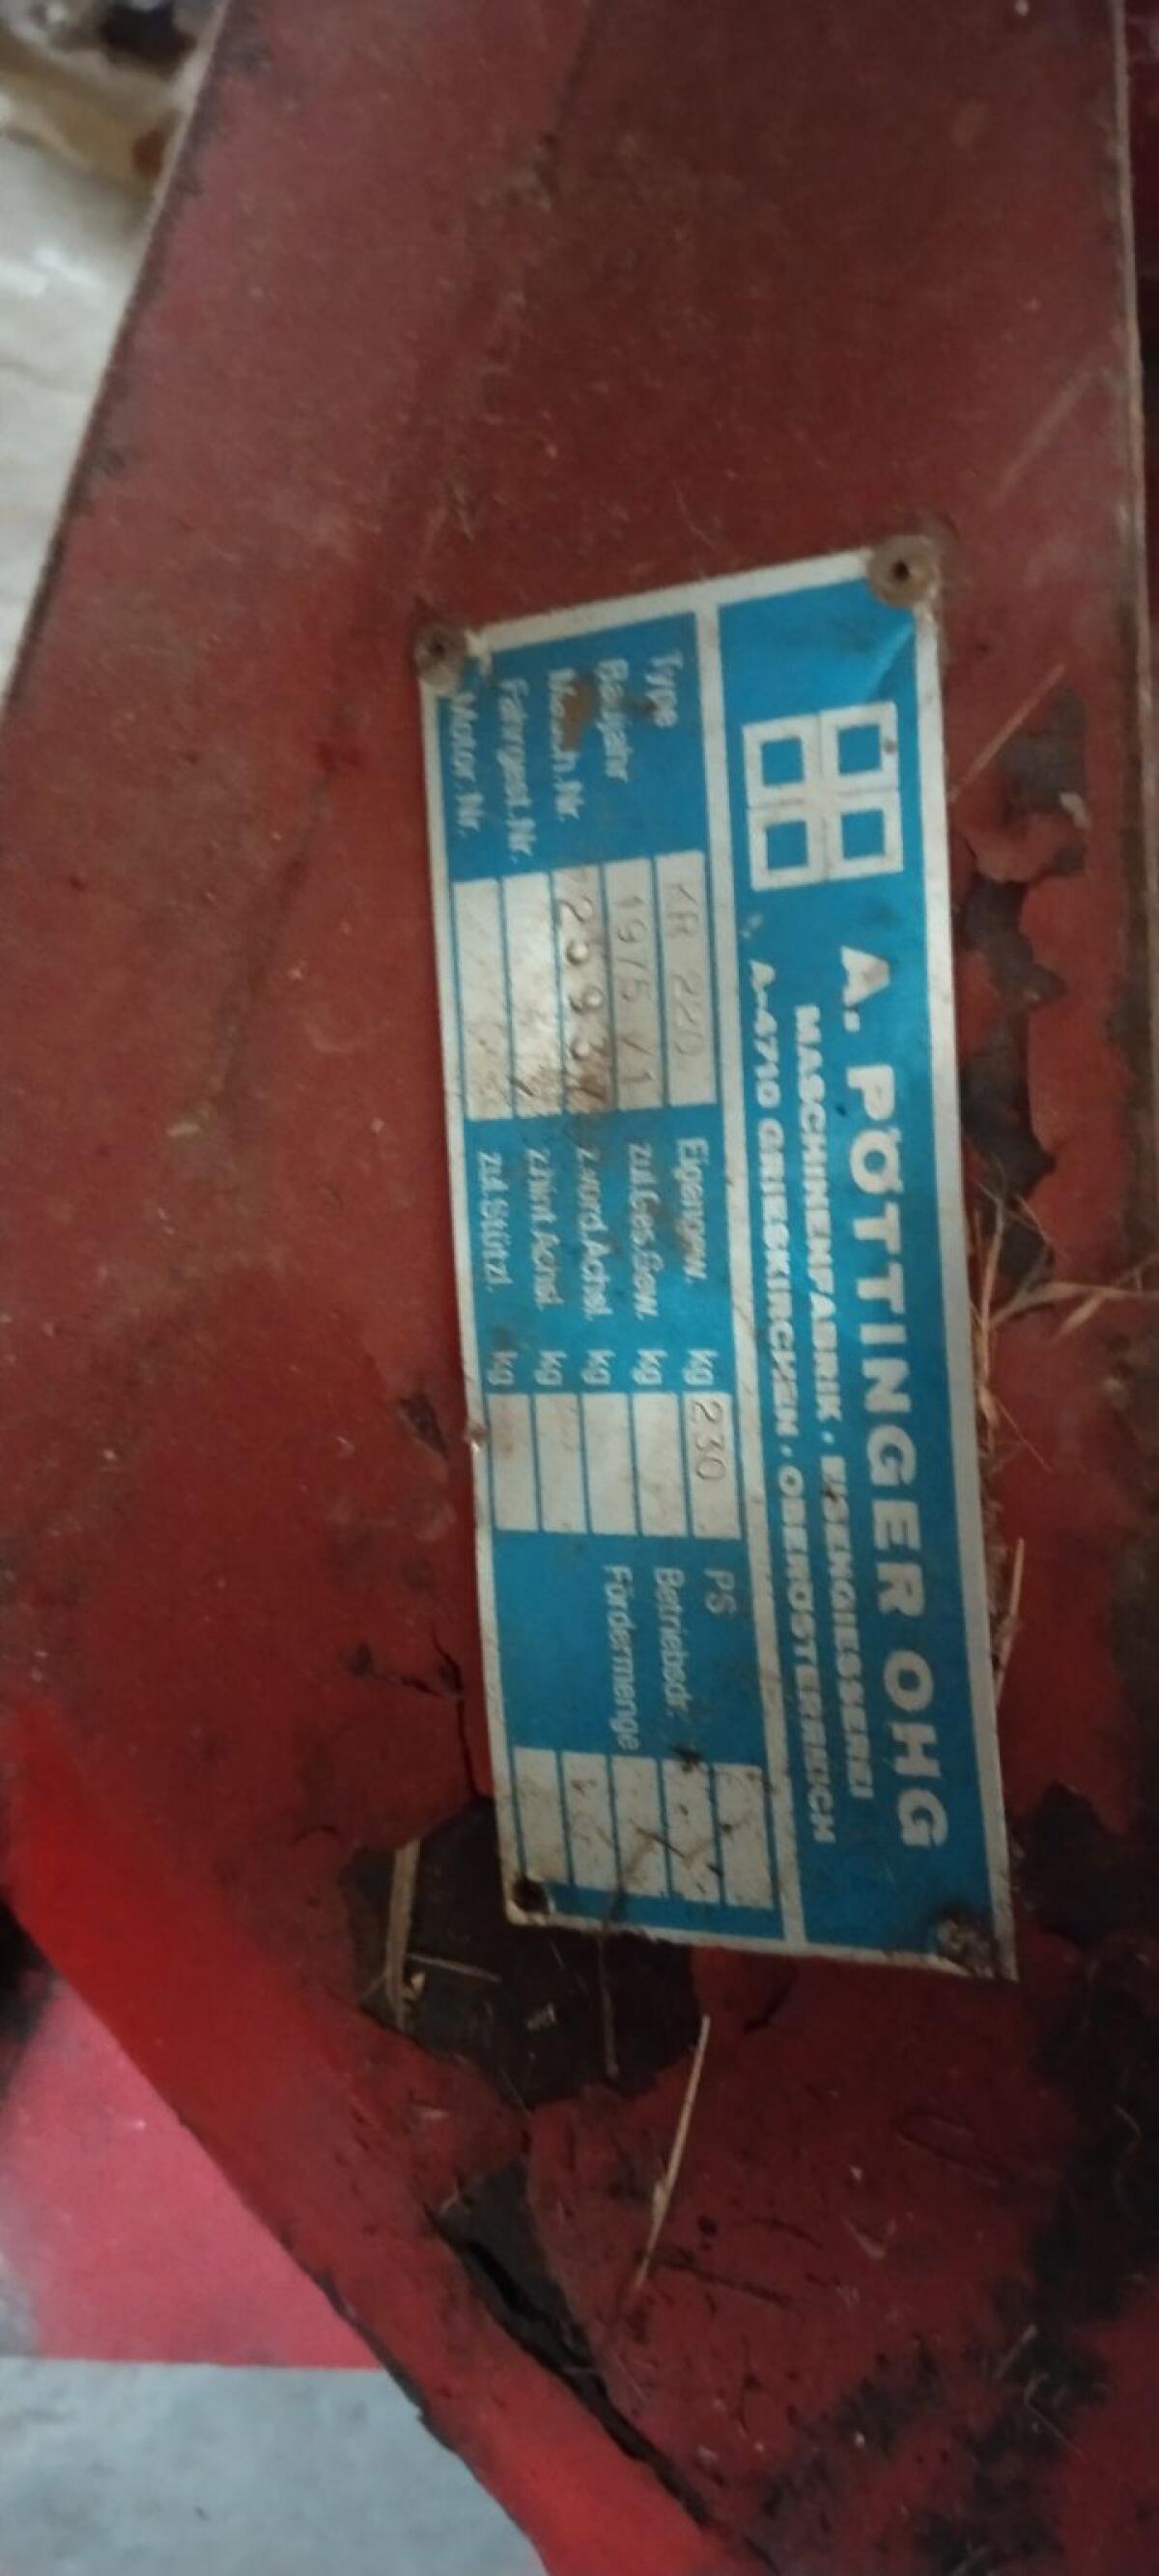 A. PÖTTINGER OHG
MASCHINENFABRIK · EISENGIESSEREI
A-4710 GRIESKIRCHEN · OBERÖSTERREICH
Type KR 220 Eigengew. kg 230 PS
Baujahr 1975/1 zul.Ges.Gew. kg Betriebsdr.
Masch.Nr. z.vord.Achsl. kg Fördermenge
Fahrgest.Nr. z.hint.Achsl. kg
Motor.Nr. zul.Stützl. kg